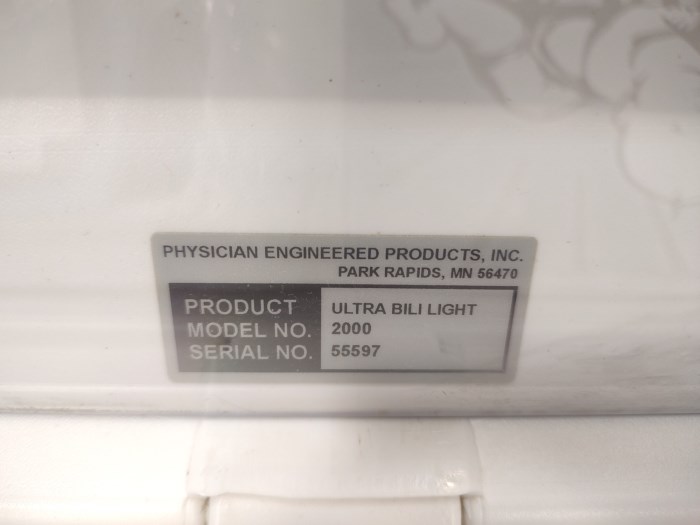 PHYSICIAN ENGINEERED PRODUCTS, INC.
PARK RAPIDS, MN 56470
PRODUCT ULTRA BILI LIGHT
MODEL NO. 2000
SERIAL NO. 55597